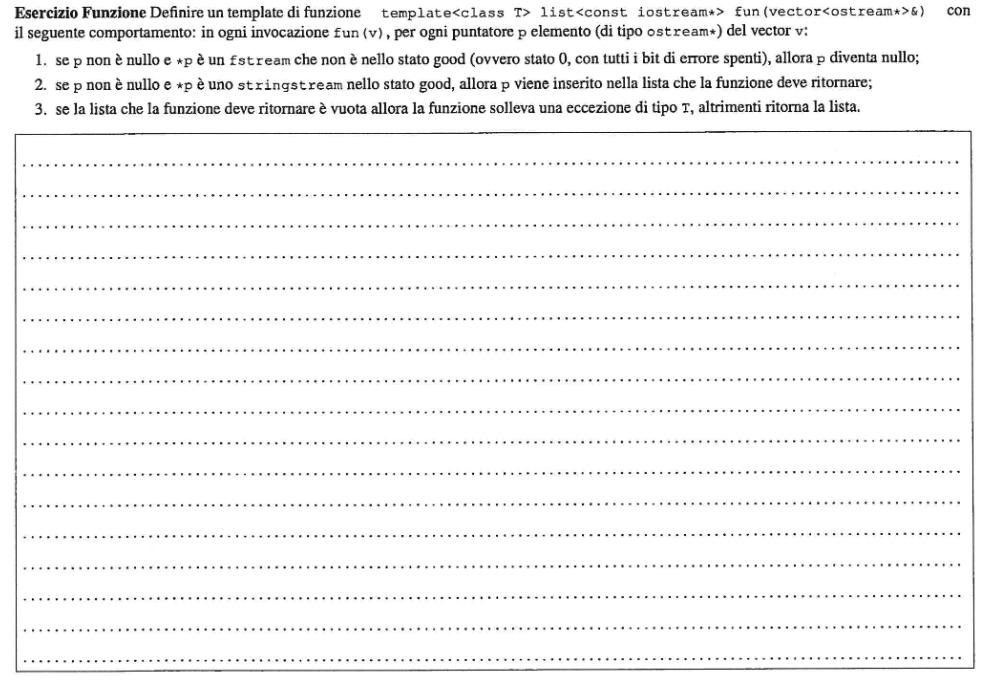 Esercizio Funzione Definire un template di funzione template<class T> list<const iostream*> fun(vector<ostream*>&) con
il seguente comportamento: in ogni invocazione fun(v), per ogni puntatore p elemento (di tipo ostream*) del vector v:
1. se p non è nullo e *p è un fstream che non è nello stato good (ovvero stato 0, con tutti i bit di errore spenti), allora p diventa nullo;
2. se p non è nullo e *p è uno stringstream nello stato good, allora p viene inserito nella lista che la funzione deve ritornare;
3. se la lista che la funzione deve ritornare è vuota allora la funzione solleva una eccezione di tipo T, altrimenti ritorna la lista.